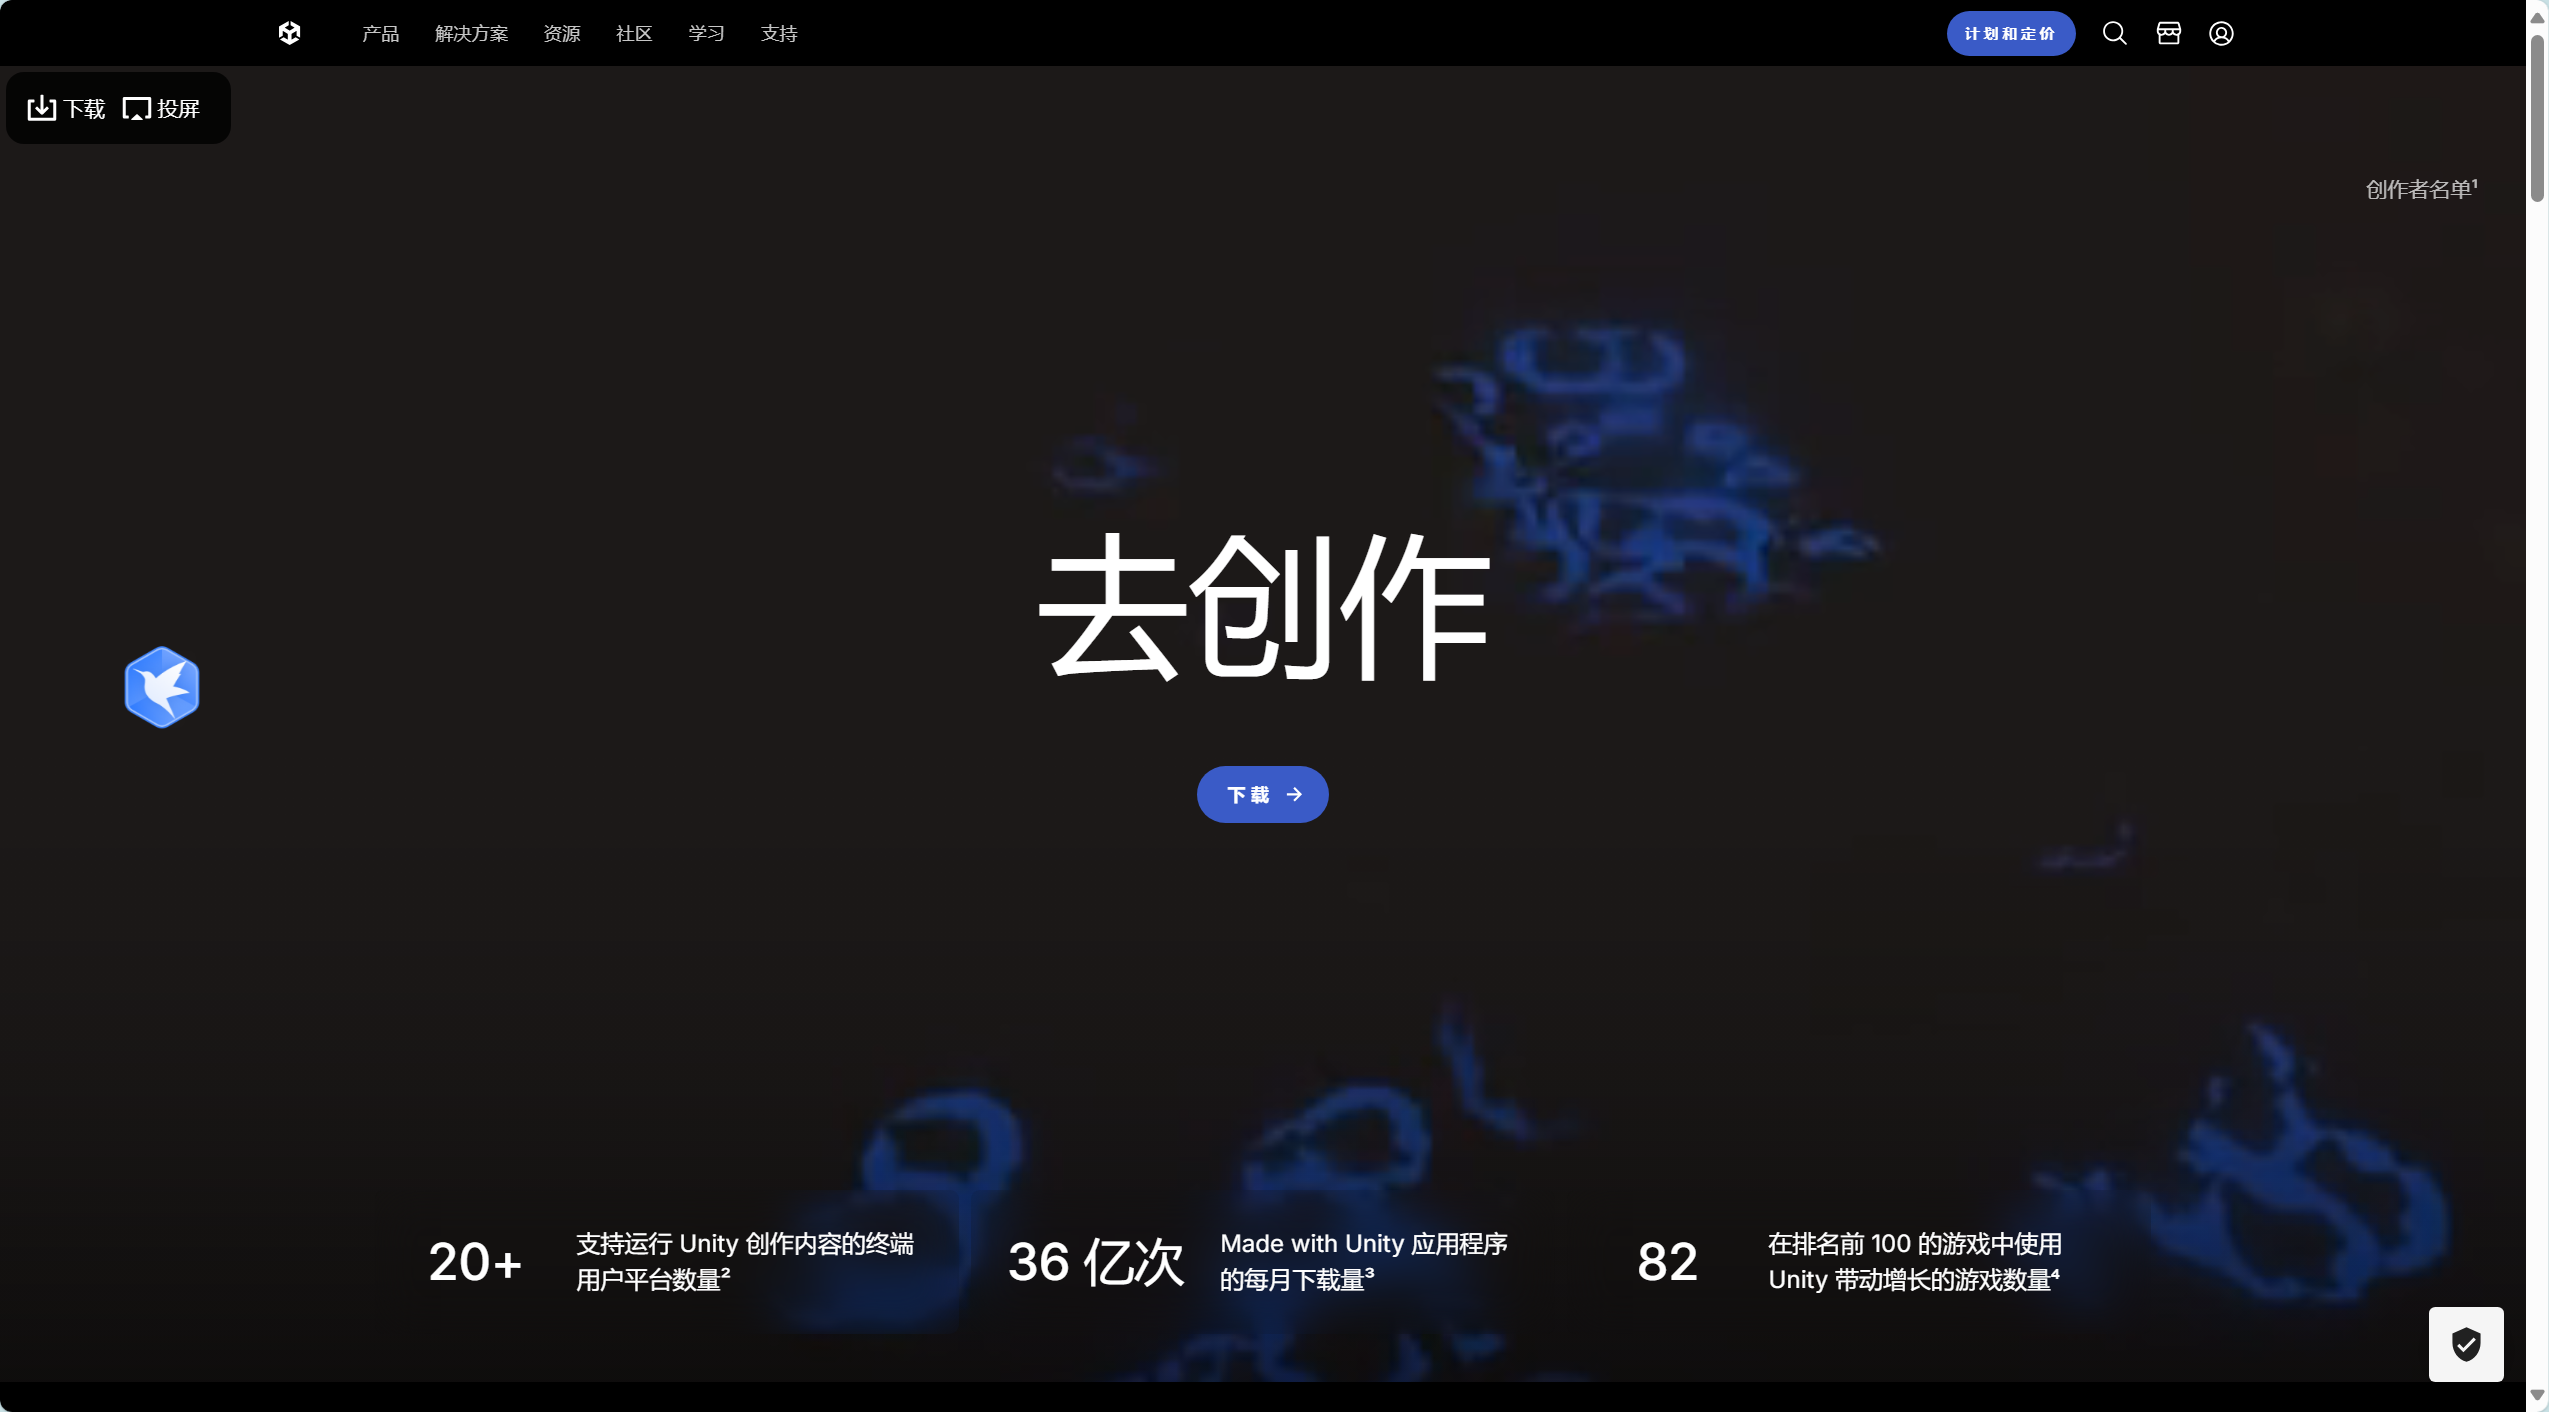 产品 解决方案 资源 社区 学习 支持 计划和定价
下载 投屏
创作者名单¹
去创作
下载 →
20+ 支持运行 Unity 创作内容的终端
用户平台数量²
36 亿次 Made with Unity 应用程序
的每月下载量³
82 在排名前 100 的游戏中使用
Unity 带动增长的游戏数量⁴